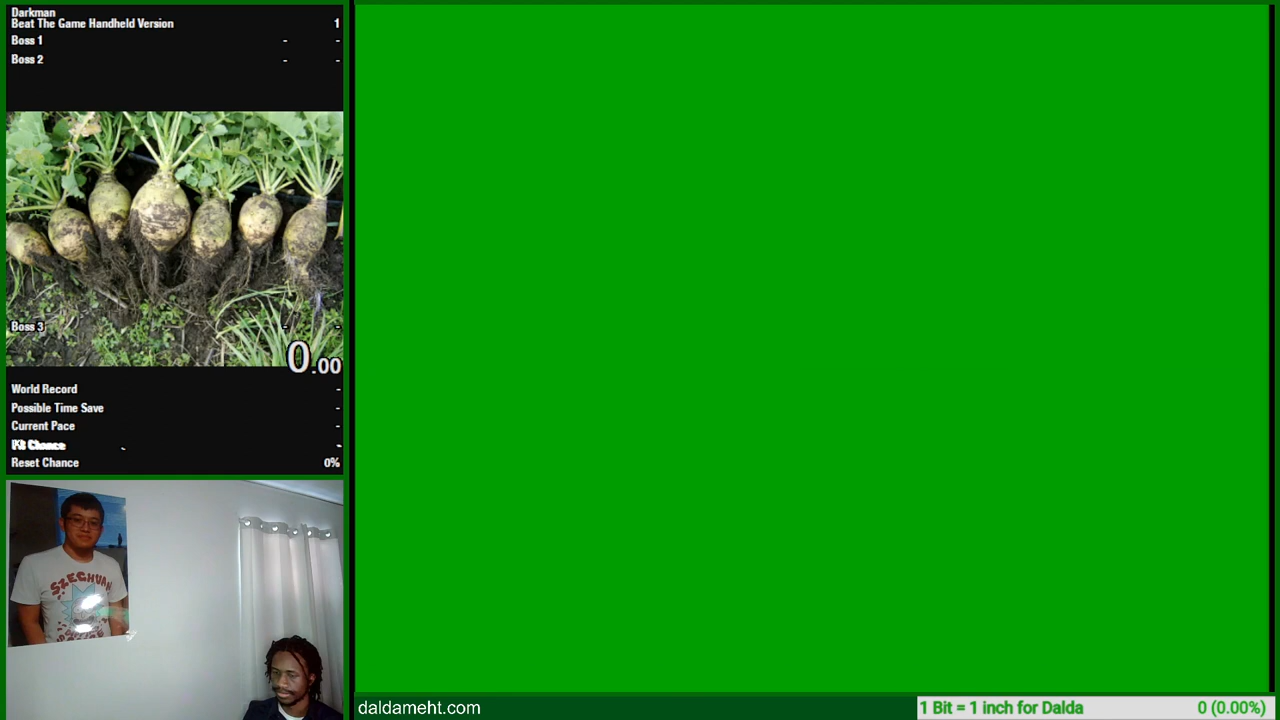 Darkman
Beat The Game Handheld Version 1
Boss 1 - -
Boss 2 - -
Boss 3 - -
0.00
World Record -
Possible Time Save -
Current Pace -
Chance - -
Reset Chance 0%
SZECHUAN
daldameht.com
1 Bit = 1 inch for Dalda 0 (0.00%)